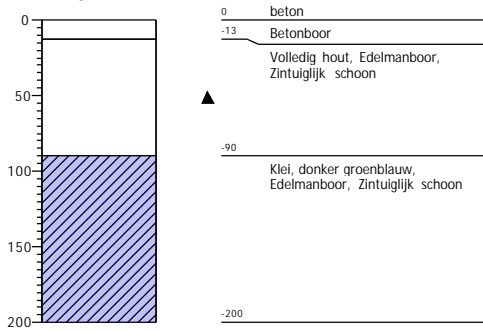 0
beton
0
-13
Betonboor
Volledig hout, Edelmanboor,
Zintuiglijk schoon
50
-90
Klei, donker groenblauw,
Edelmanboor, Zintuiglijk schoon
100
150
200
-200